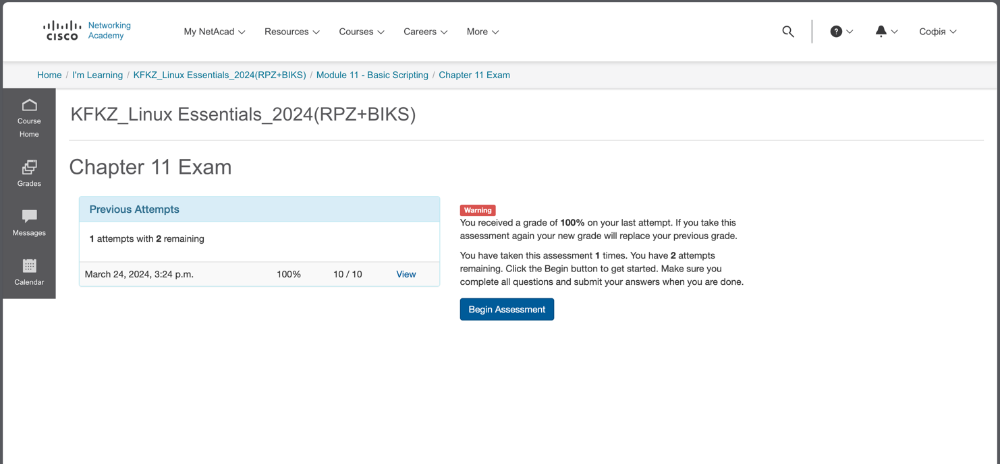 CISCO
Networking
Academy
My NetAcad
Resources
Courses
Careers
More
?
Софія
Home / I'm Learning / KFKZ_Linux Essentials_2024(RPZ+BIKS) / Module 11 - Basic Scripting / Chapter 11 Exam
Course
Home
Grades
Messages
Calendar
KFKZ_Linux Essentials_2024(RPZ+BIKS)
Chapter 11 Exam
Previous Attempts
1 attempts with 2 remaining
March 24, 2024, 3:24 p.m. 100% 10 / 10 View
Warning
You received a grade of 100% on your last attempt. If you take this
assessment again your new grade will replace your previous grade.
You have taken this assessment 1 times. You have 2 attempts
remaining. Click the Begin button to get started. Make sure you
complete all questions and submit your answers when you are done.
Begin Assessment